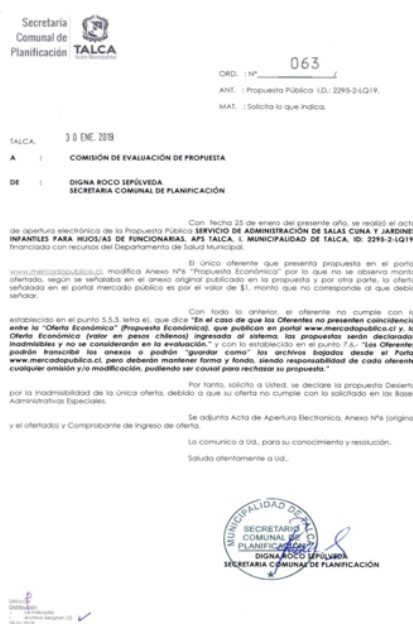 Secretaría
Comunal de
Planificación
TALCA
Ilustre Municipalidad
063
ORD. : Nº ________/
ANT. : Propuesta Pública I.D.: 2295-2-LQ19.
MAT. : Solicita lo que indica.
TALCA, 30 ENE. 2019
A : COMISIÓN DE EVALUACIÓN DE PROPUESTA
DE : DIGNA ROCO SEPÚLVEDA
SECRETARIA COMUNAL DE PLANIFICACIÓN
Con fecha 25 de enero del presente año, se realizó el acto
de apertura electrónica de la Propuesta Pública SERVICIO DE ADMINISTRACIÓN DE SALAS CUNA Y JARDINES
INFANTILES PARA HIJOS/AS DE FUNCIONARIAS, APS TALCA, I. MUNICIPALIDAD DE TALCA, ID: 2295-2-LQ19,
financiada con recursos del Departamento de Salud Municipal.
El único oferente que presenta propuesta en el portal
www.mercadopublico.cl, modifica Anexo Nº6 "Propuesta Económica" por lo que no se observa monto
ofertado, según se señalaba en el anexo original publicado en la propuesta y por otra parte, la oferta
señalada en el portal mercado público es por el valor de $1, monto que no corresponde al que debía
señalar.
Con todo lo anterior, el oferente no cumple con lo
establecido en el punto 5.5.3, letra e), que dice "En el caso de que los Oferentes no presenten coincidencia
entre la "Oferta Económica" (Propuesta Económica), que publican en portal www.mercadopublico.cl y, la
Oferta Económica (valor en pesos chilenos) ingresada al sistema, las propuestas serán declaradas
inadmisibles y no se considerarán en la evaluación." y con lo establecido en el punto 7.6.- "Los Oferentes
podrán transcribir los anexos o podrán "guardar como" los archivos bajados desde el Portal
www.mercadopublico.cl, pero deberán mantener forma y fondo, siendo responsabilidad de cada oferente
cualquier omisión y/o modificación, pudiendo ser causal para rechazar su propuesta."
Por tanto, solicito a Usted, se declare la propuesta Desierta
por la Inadmisibilidad de la única oferta, debido a que su oferta no cumple con lo solicitado en las Bases
Administrativas Especiales.
Se adjunta Acta de Apertura Electronica, Anexo Nº6 (original
y el ofertado) y Comprobante de ingreso de oferta.
Lo comunico a Ud., para su conocimiento y resolución.
Saluda atentamente a Ud.,
MUNICIPALIDAD DE TALCA
SECRETARIO
COMUNAL DE
PLANIFICACIÓN
DIGNA ROCO SEPÚLVEDA
SECRETARIA COMUNAL DE PLANIFICACIÓN
Distribución:
- La indicada
- Archivo Secplan (2)